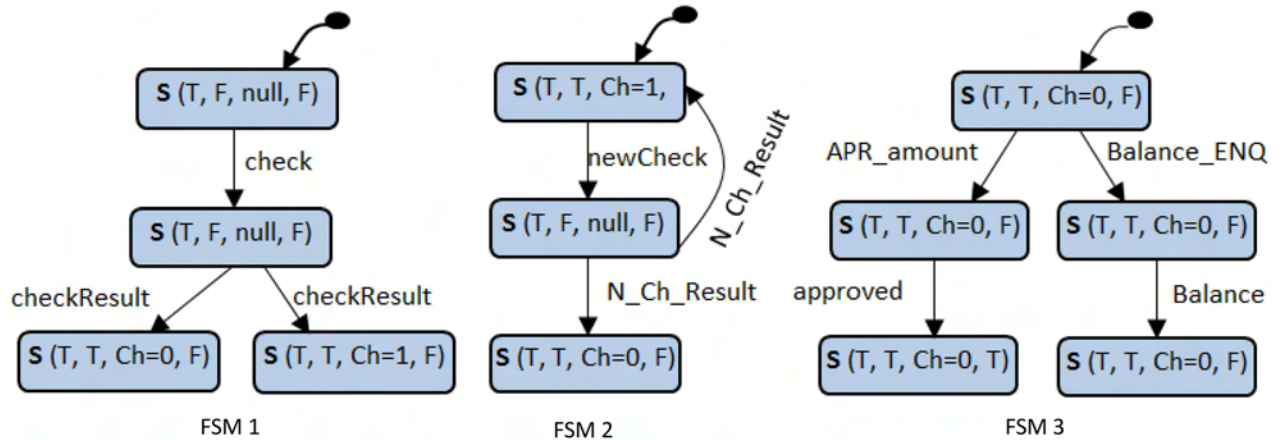 S (T, F, null, F)
check
S (T, F, null, F)
checkResult
checkResult
S (T, T, Ch=0, F)
S (T, T, Ch=1, F)
FSM 1
S (T, T, Ch=1,
newCheck
N_Ch_Result
S (T, F, null, F)
N_Ch_Result
S (T, T, Ch=0, F)
FSM 2
S (T, T, Ch=0, F)
APR_amount
Balance_ENQ
S (T, T, Ch=0, F)
S (T, T, Ch=0, F)
approved
Balance
S (T, T, Ch=0, T)
S (T, T, Ch=0, F)
FSM 3